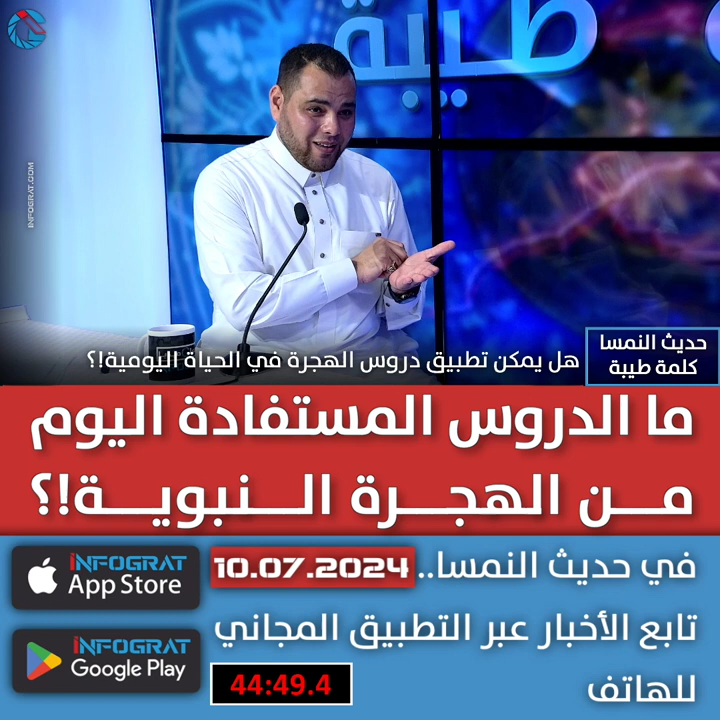 طيبة
INFOGRAT.COM
حديث النمسا
كلمة طيبة
هل يمكن تطبيق دروس الهجرة في الحياة اليومية!؟
ما الدروس المستفادة اليوم
مـن الهجـرة الـنبويـة!؟
في حديث النمسا.. 10.07.2024
تابع الأخبار عبر التطبيق المجاني
للهاتف
INFOGRAT
App Store
INFOGRAT
Google Play
44:49.4